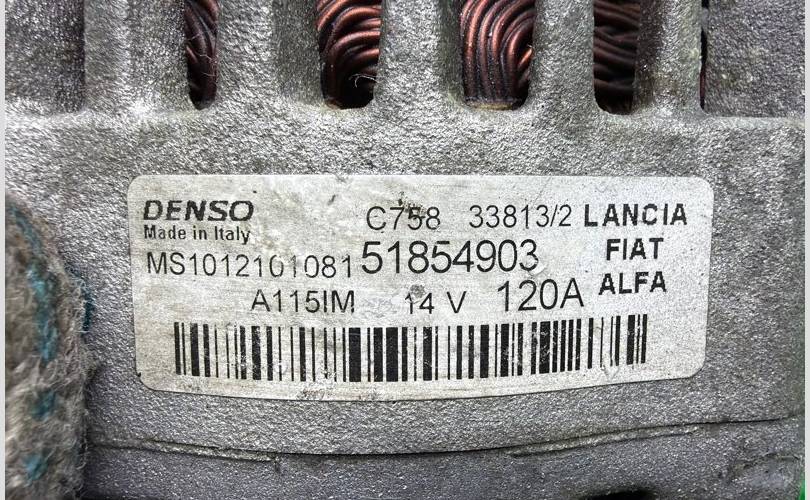 DENSO C758 33813/2 LANCIA
Made in Italy FIAT
MS1012101081 51854903 ALFA
A115IM 14 V 120A